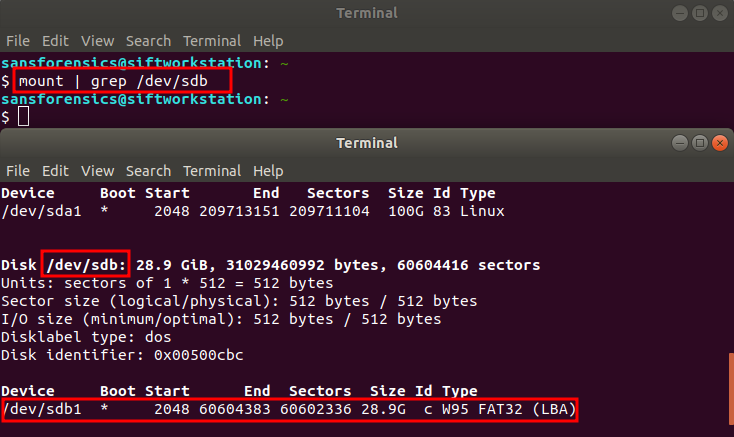 Terminal
File Edit View Search Terminal Help
sansforensics@siftworkstation: ~
$ mount | grep /dev/sdb
sansforensics@siftworkstation: ~
$
Terminal
File Edit View Search Terminal Help
Device Boot Start End Sectors Size Id Type
/dev/sda1 * 2048 209713151 209711104 100G 83 Linux
Disk /dev/sdb: 28.9 GiB, 31029460992 bytes, 60604416 sectors
Units: sectors of 1 * 512 = 512 bytes
Sector size (logical/physical): 512 bytes / 512 bytes
I/O size (minimum/optimal): 512 bytes / 512 bytes
Disklabel type: dos
Disk identifier: 0x00500cbc
Device Boot Start End Sectors Size Id Type
/dev/sdb1 * 2048 60604383 60602336 28.9G c W95 FAT32 (LBA)